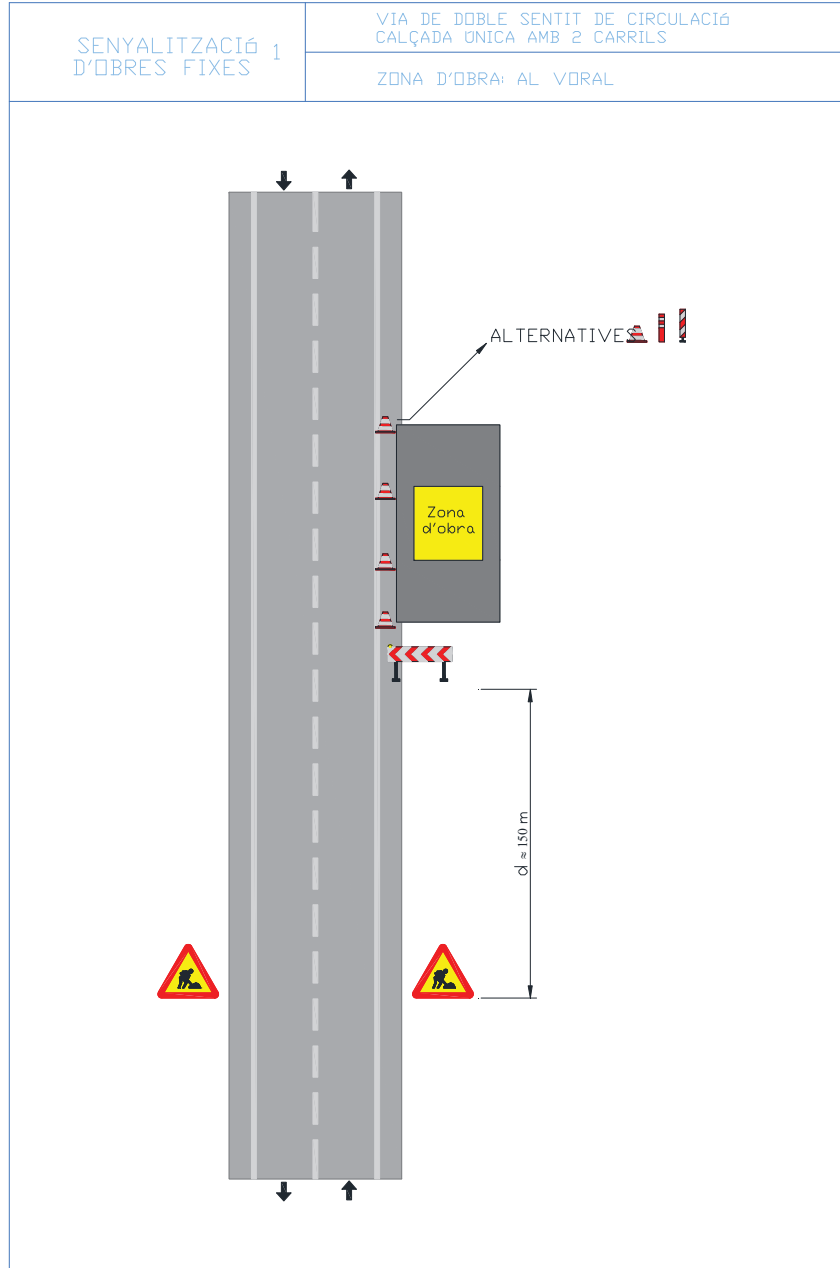 SENYALITZACIó 1
D'OBRES FIXES
VIA DE DOBLE SENTIT DE CIRCULACIó
CALÇADA ÚNICA AMB 2 CARRILS
ZONA D'OBRA: AL VORAL
ALTERNATIVES
Zona
d'obra
d ≈ 150 m